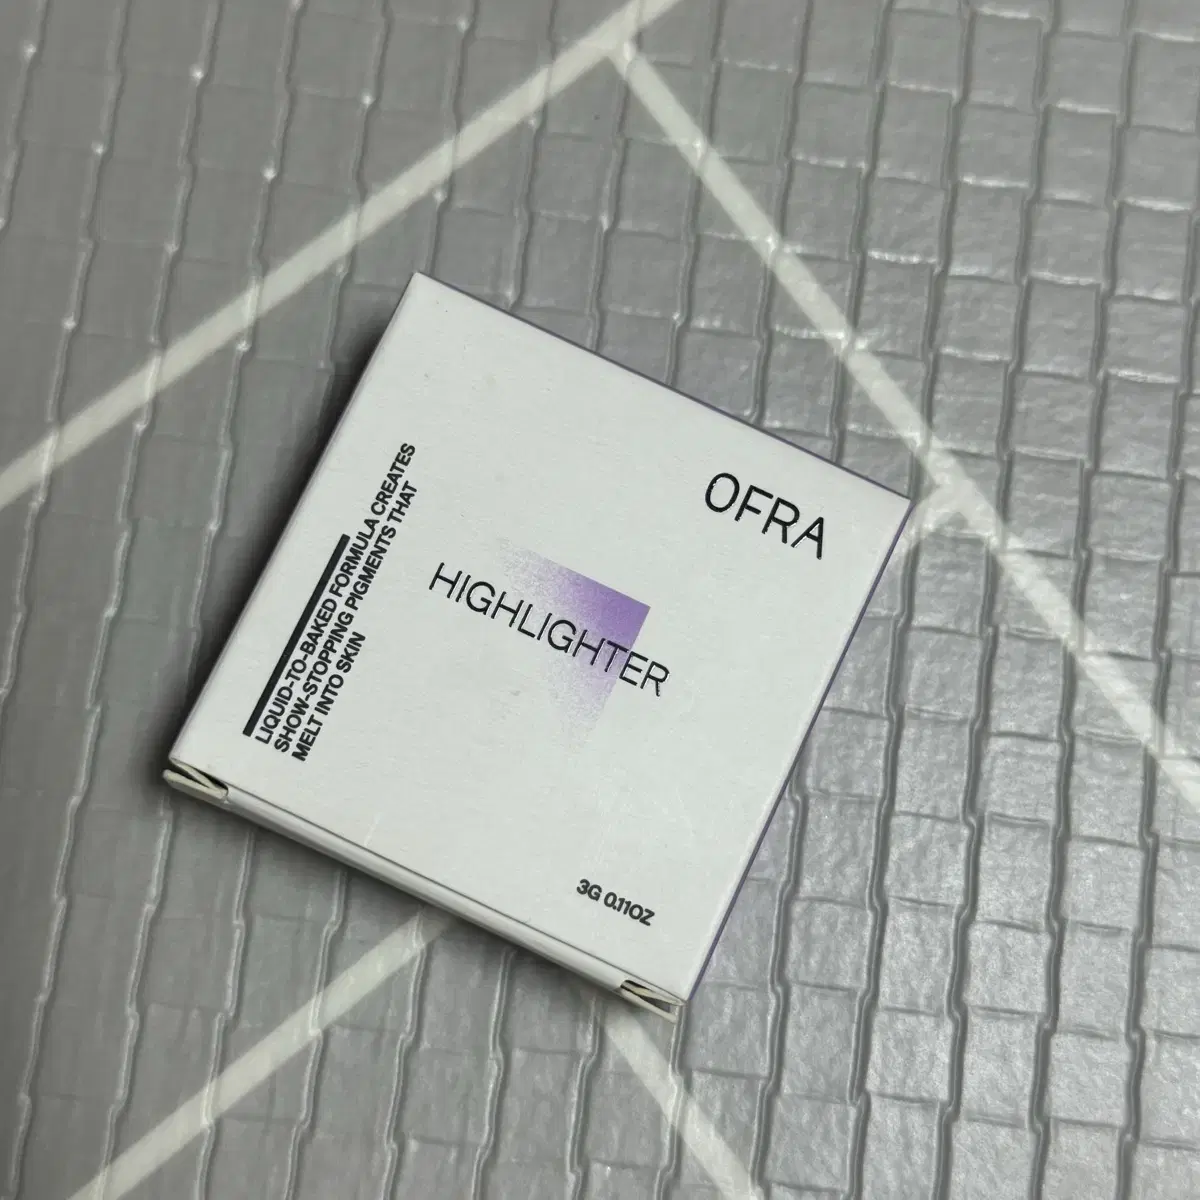 OFRA
HIGHLIGHTER
LIQUID-TO-BAKED FORMULA CREATES
SHOW-STOPPING PIGMENTS THAT
MELT INTO SKIN
3G 0.11OZ